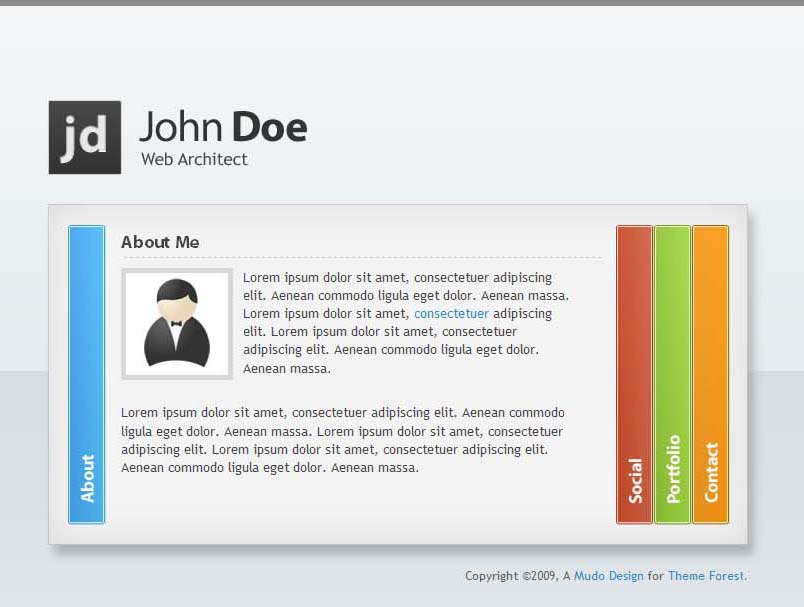 jd
John Doe
Web Architect
About
About Me
Lorem ipsum dolor sit amet, consectetuer adipiscing
elit. Aenean commodo ligula eget dolor. Aenean massa.
Lorem ipsum dolor sit amet, consectetuer adipiscing
elit. Lorem ipsum dolor sit amet, consectetuer
adipiscing elit. Aenean commodo ligula eget dolor.
Aenean massa.
Lorem ipsum dolor sit amet, consectetuer adipiscing elit. Aenean commodo
ligula eget dolor. Aenean massa. Lorem ipsum dolor sit amet, consectetuer
adipiscing elit. Lorem ipsum dolor sit amet, consectetuer adipiscing elit.
Aenean commodo ligula eget dolor. Aenean massa.
Social
Portfolio
Contact
Copyright ©2009, A Mudo Design for Theme Forest.